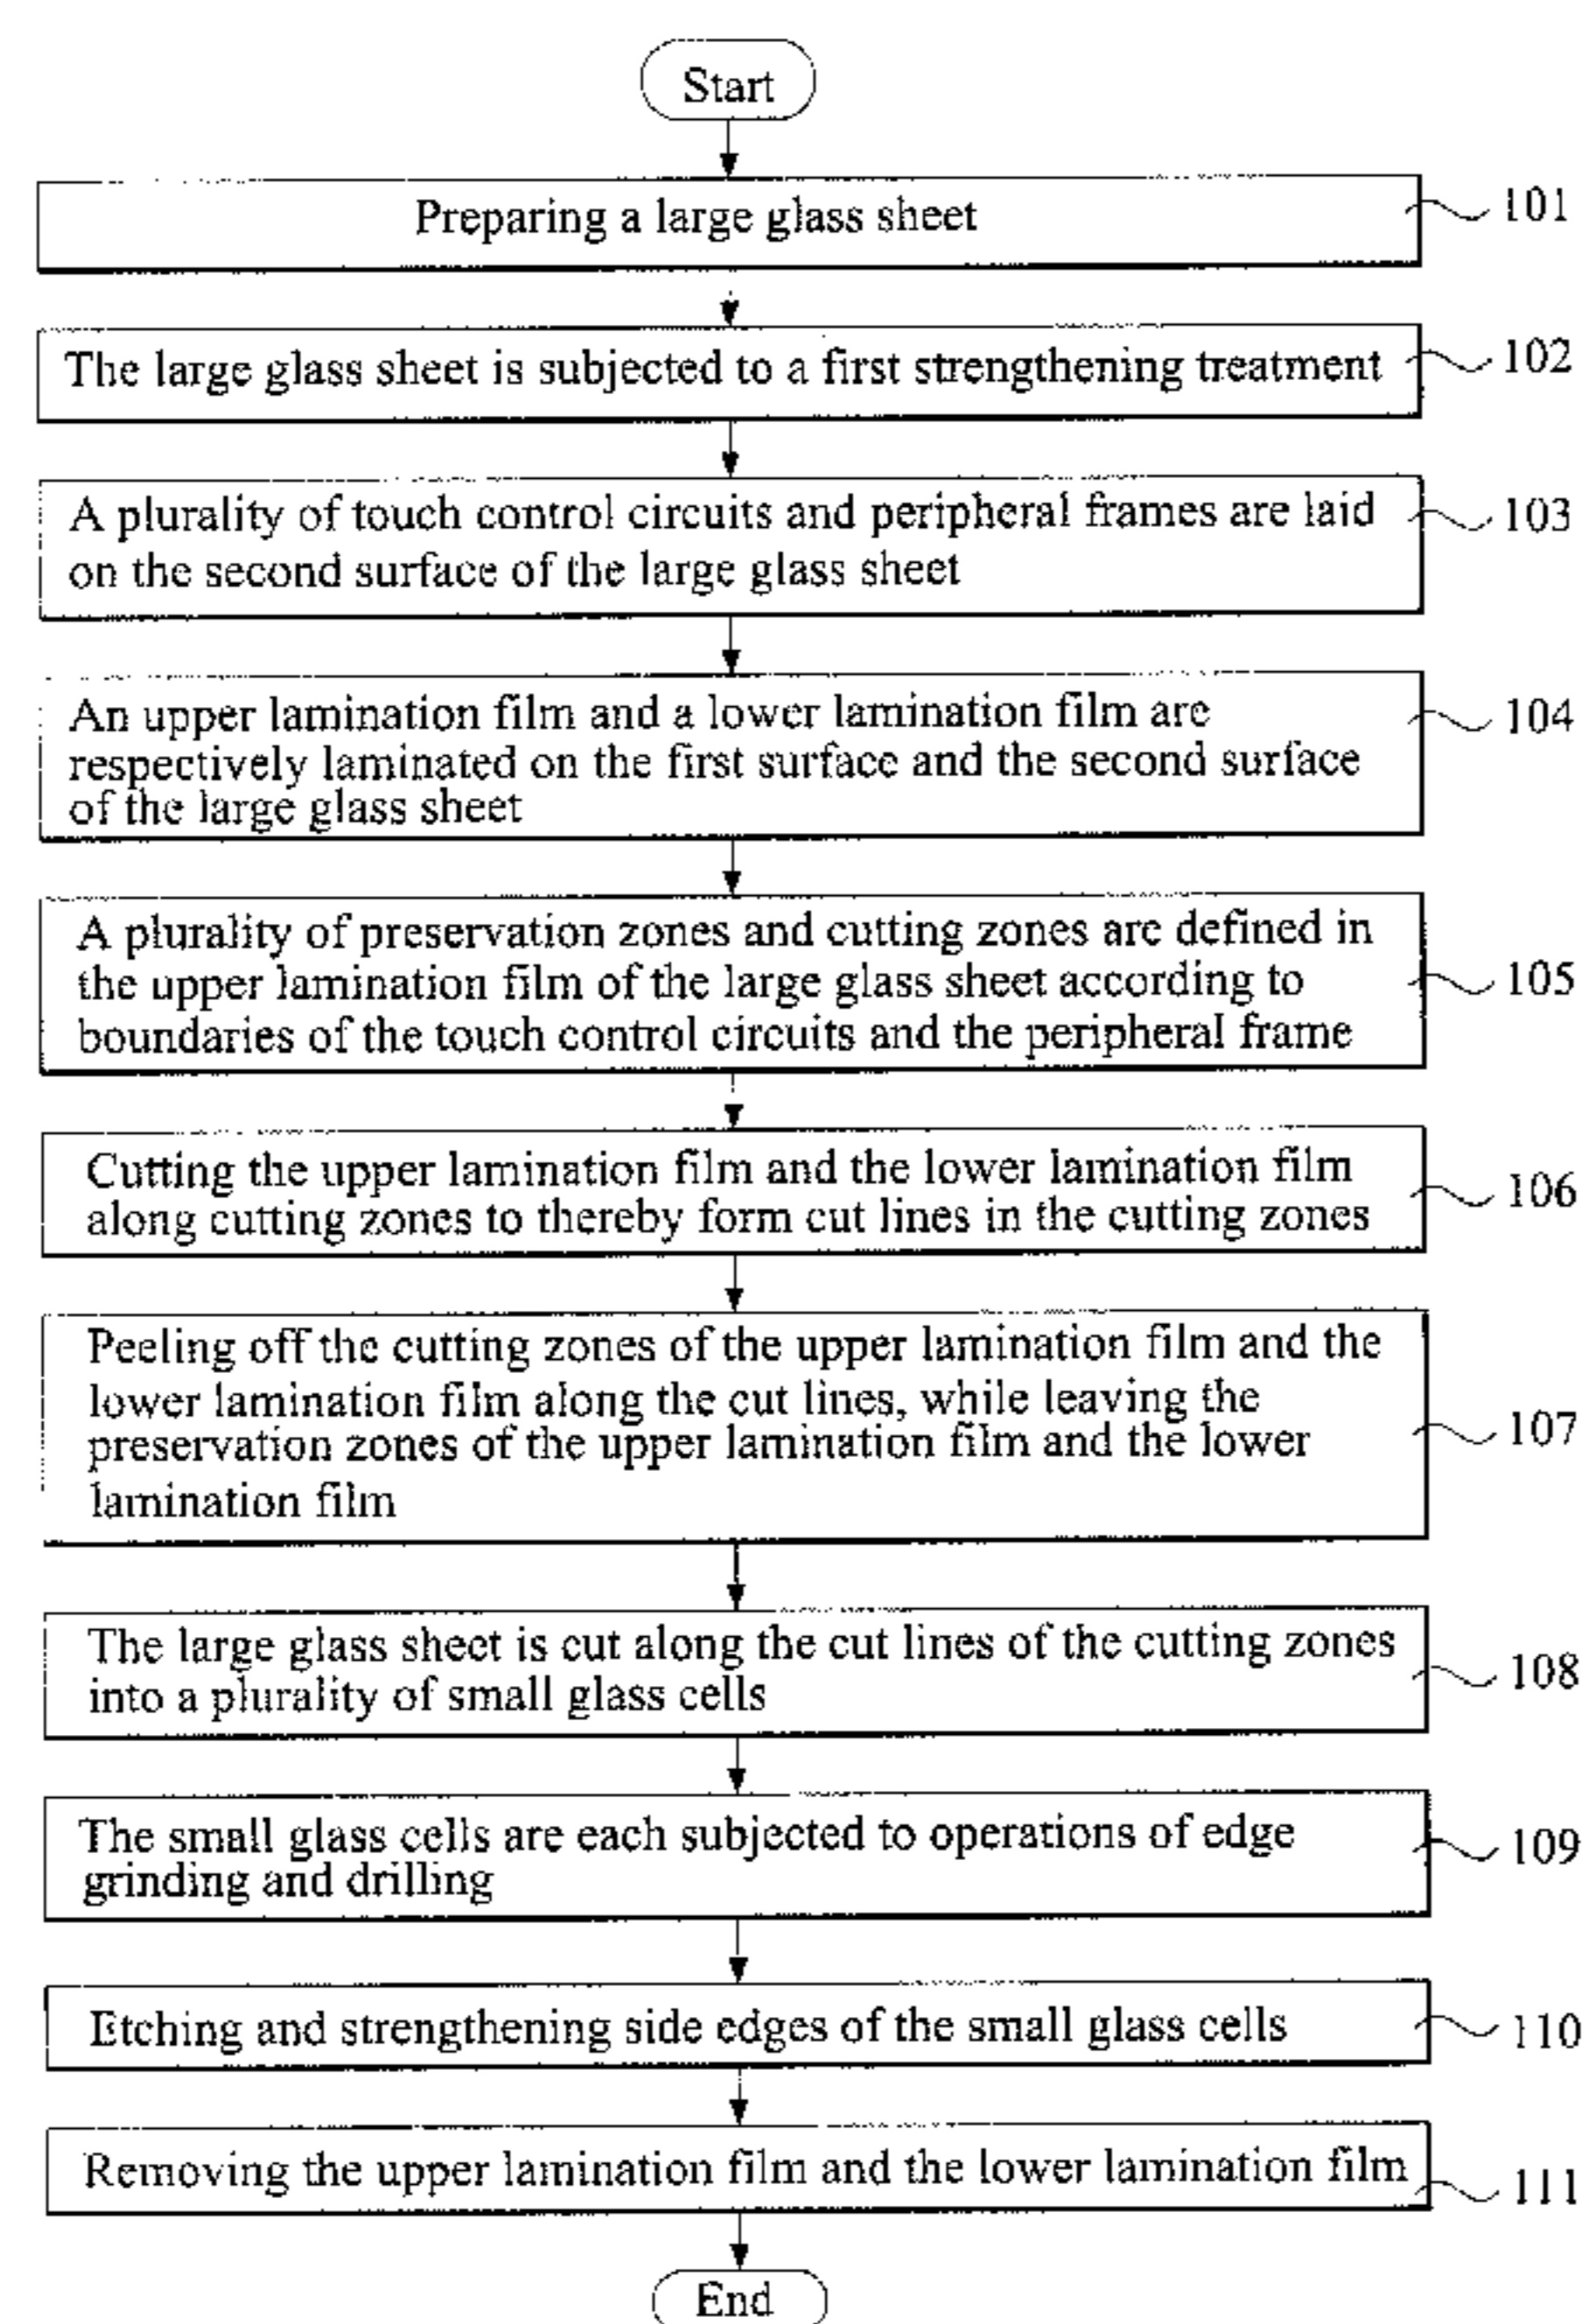 Start
Preparing a large glass sheet
101
The large glass sheet is subjected to a first strengthening treatment
102
A plurality of touch control circuits and peripheral frames are laid
on the second surface of the large glass sheet
103
An upper lamination film and a lower lamination film are
respectively laminated on the first surface and the second surface
of the large glass sheet
104
A plurality of preservation zones and cutting zones are defined in
the upper lamination film of the large glass sheet according to
boundaries of the touch control circuits and the peripheral frame
105
Cutting the upper lamination film and the lower lamination film
along cutting zones to thereby form cut lines in the cutting zones
106
Peeling off the cutting zones of the upper lamination film and the
lower lamination film along the cut lines, while leaving the
preservation zones of the upper lamination film and the lower
lamination film
107
The large glass sheet is cut along the cut lines of the cutting zones
into a plurality of small glass cells
108
The small glass cells are each subjected to operations of edge
grinding and drilling
109
Etching and strengthening side edges of the small glass cells
110
Removing the upper lamination film and the lower lamination film
111
End